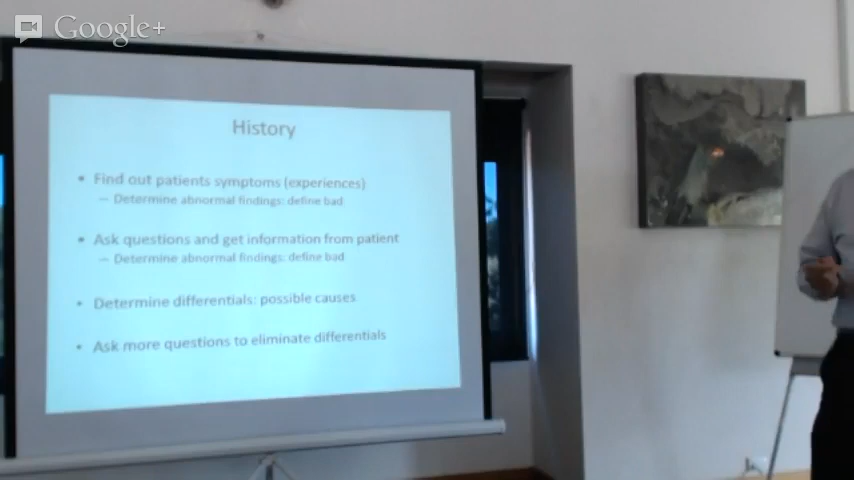 Google+
History
• Find out patients symptoms (experiences)
– Determine abnormal findings: define bad
• Ask questions and get information from patient
– Determine abnormal findings: define bad
• Determine differentials: possible causes
• Ask more questions to eliminate differentials